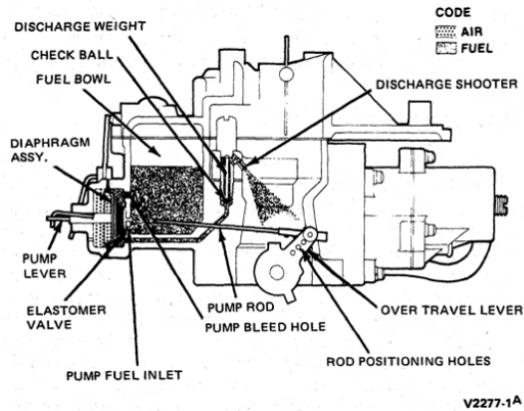 CODE
AIR
FUEL
DISCHARGE WEIGHT
CHECK BALL
FUEL BOWL
DISCHARGE SHOOTER
DIAPHRAGM
ASSY.
PUMP
LEVER
ELASTOMER
VALVE
PUMP ROD
PUMP BLEED HOLE
OVER TRAVEL LEVER
ROD POSITIONING HOLES
PUMP FUEL INLET
V2277-1A